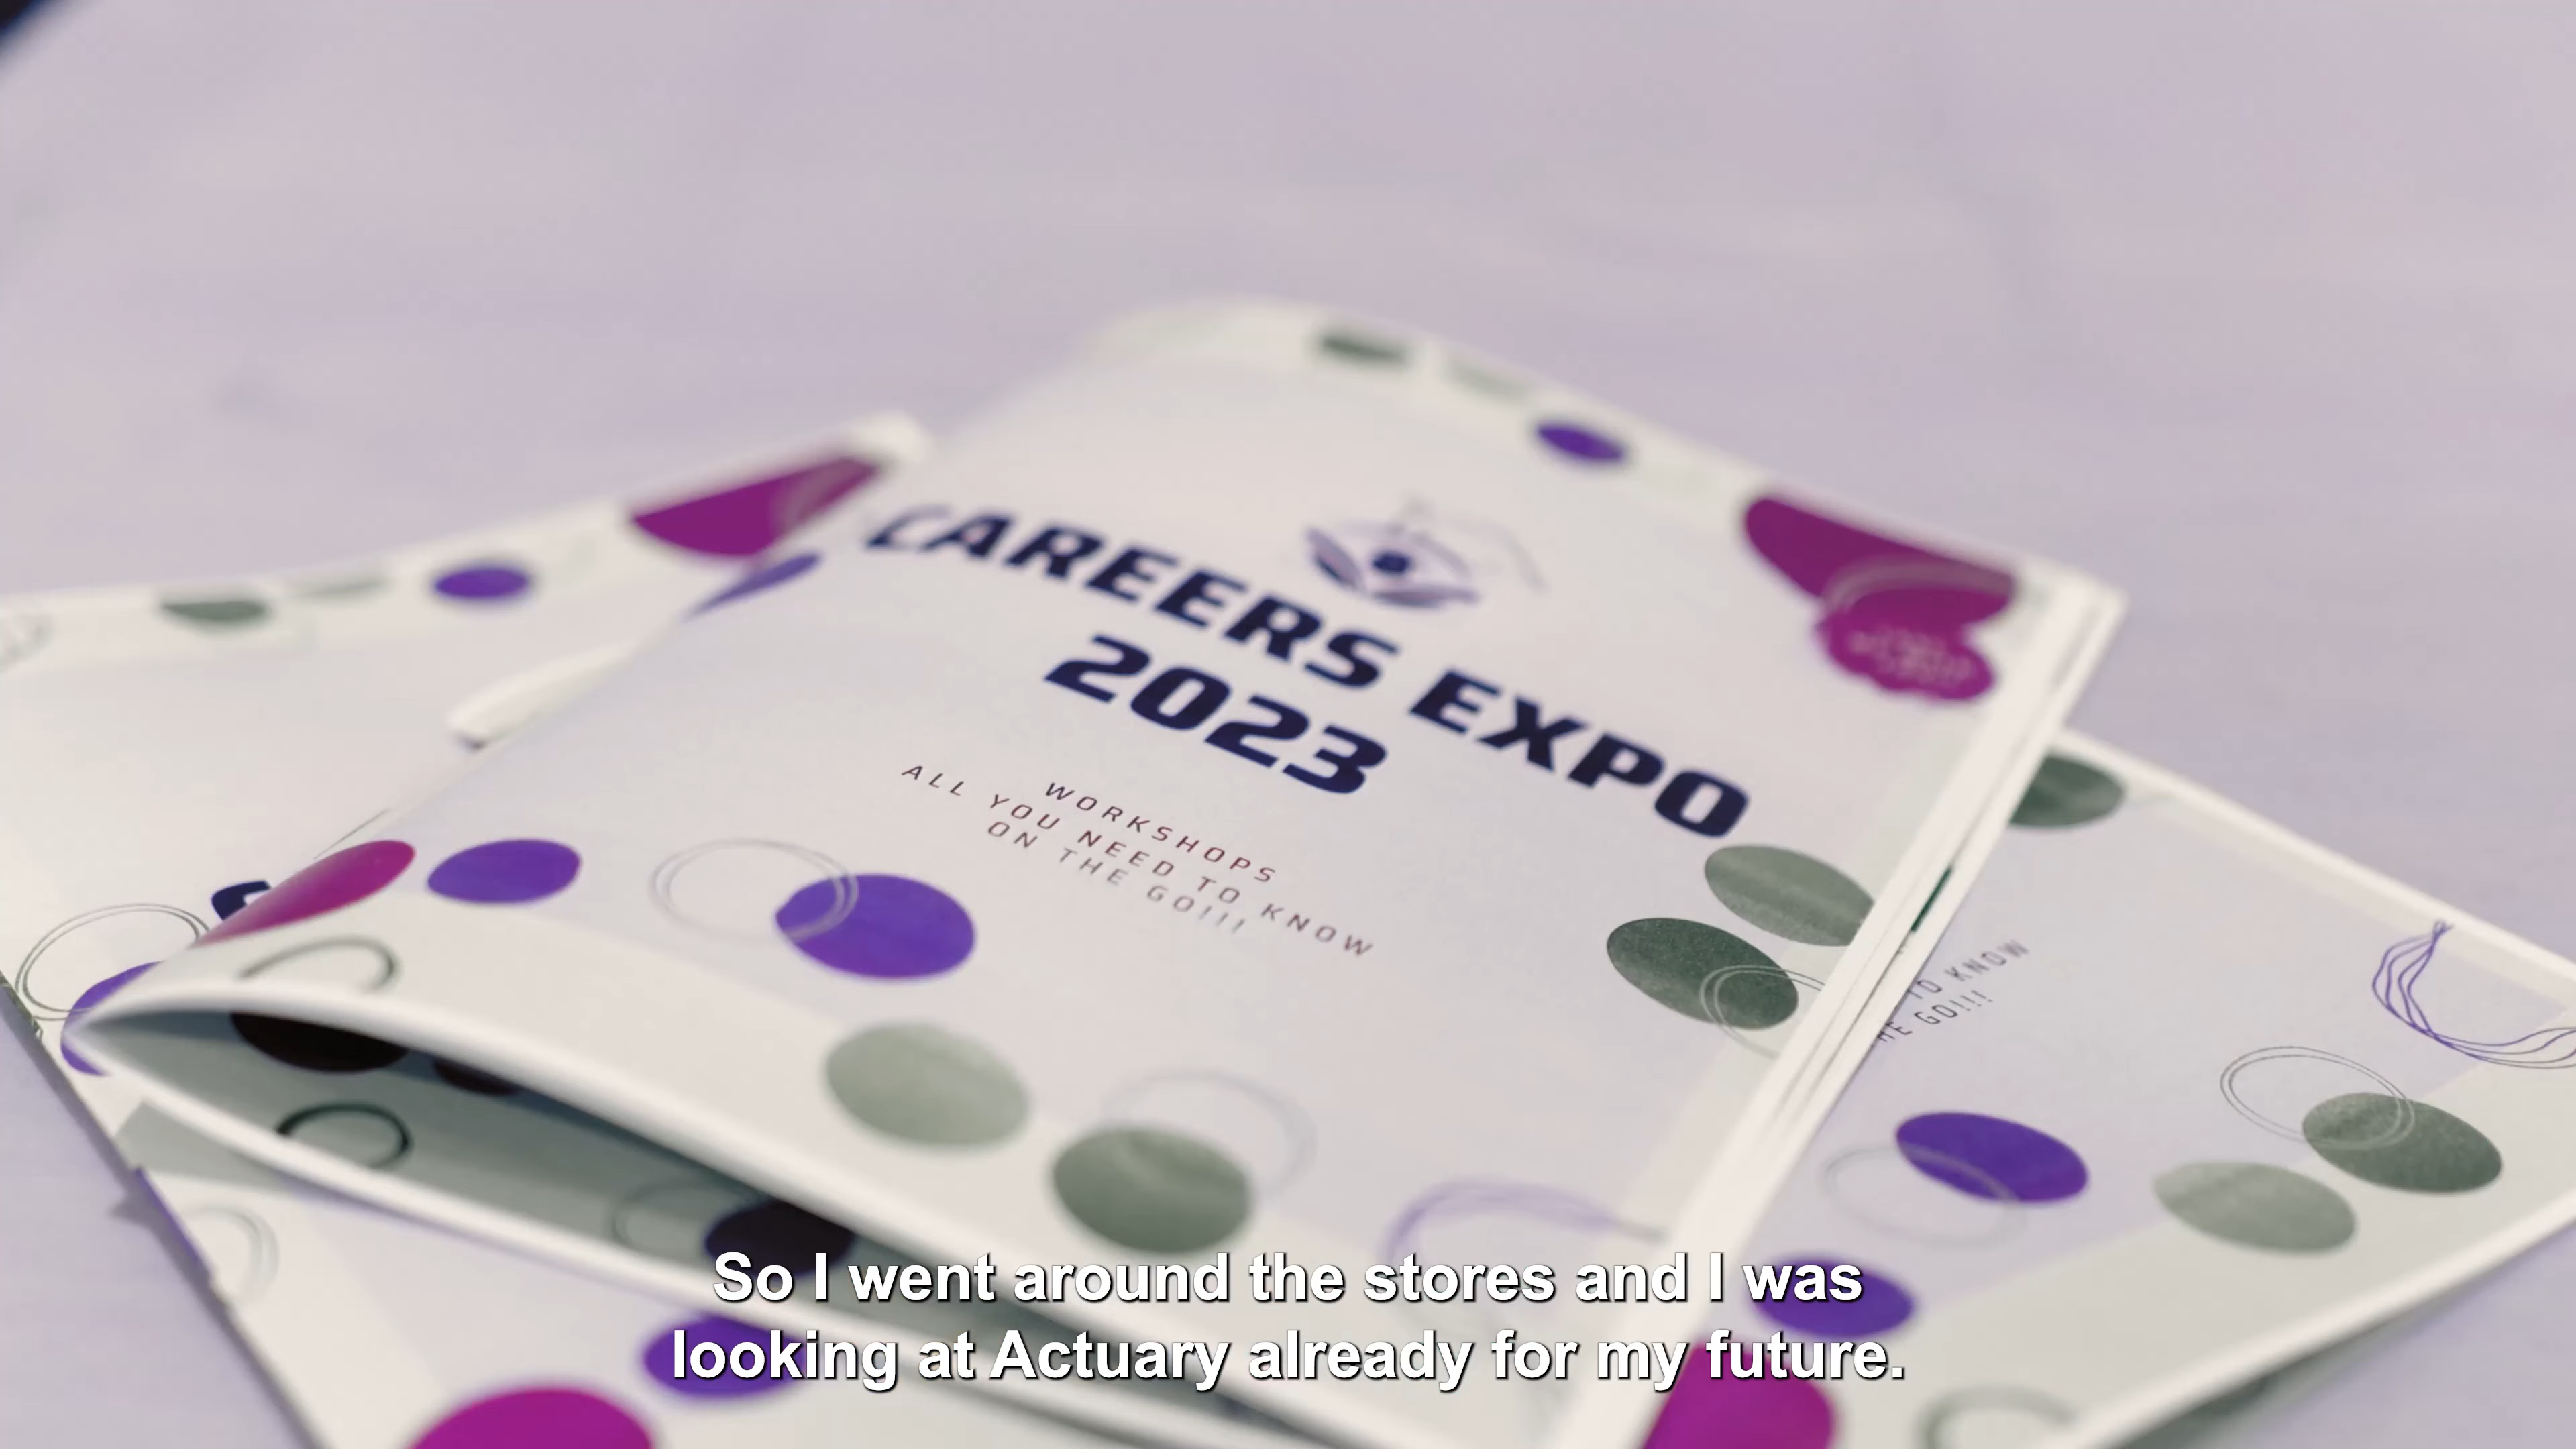 CAREERS EXPO
2023
WORKSHOPS
ALL YOU NEED TO KNOW
ON THE GO!!!
TO KNOW
HE GO!!!
So I went around the stores and I was
looking at Actuary already for my future.